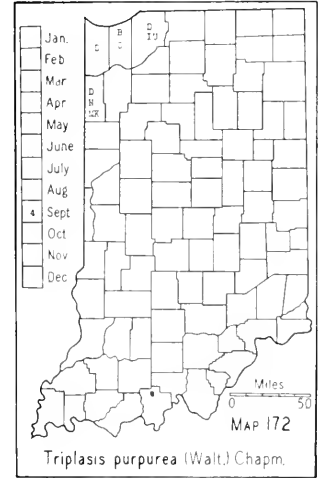 Jan.
Feb
Mar
Apr
May
June
July
Aug
4 Sept
Oct
Nov
Dec
D
N
Miles
0 50
MAP 172
Triplasis purpurea (Walt.) Chapm.